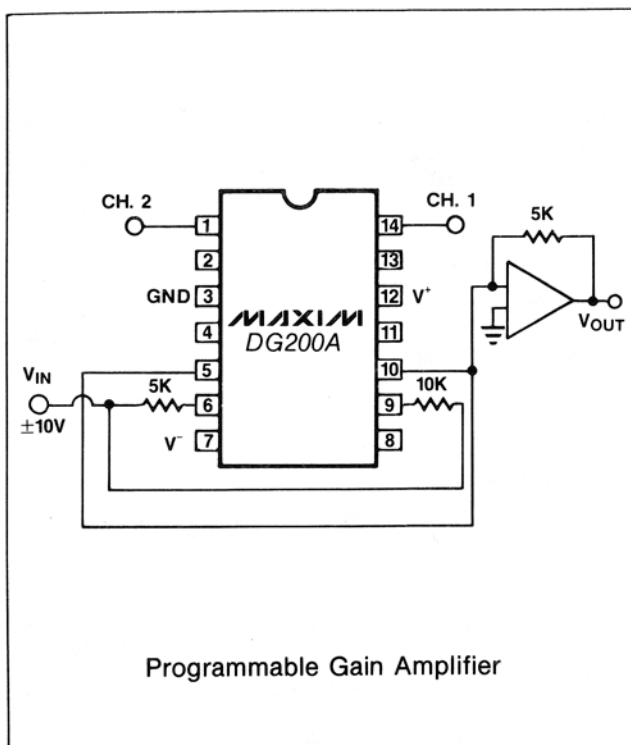 CH. 2
CH. 1
1
14
5K
2
13
GND
3
12
V+
MAXIM
DG200A
4
11
VOUT
VIN
5
10
±10V
5K
6
9
10K
V-
7
8
Programmable Gain Amplifier